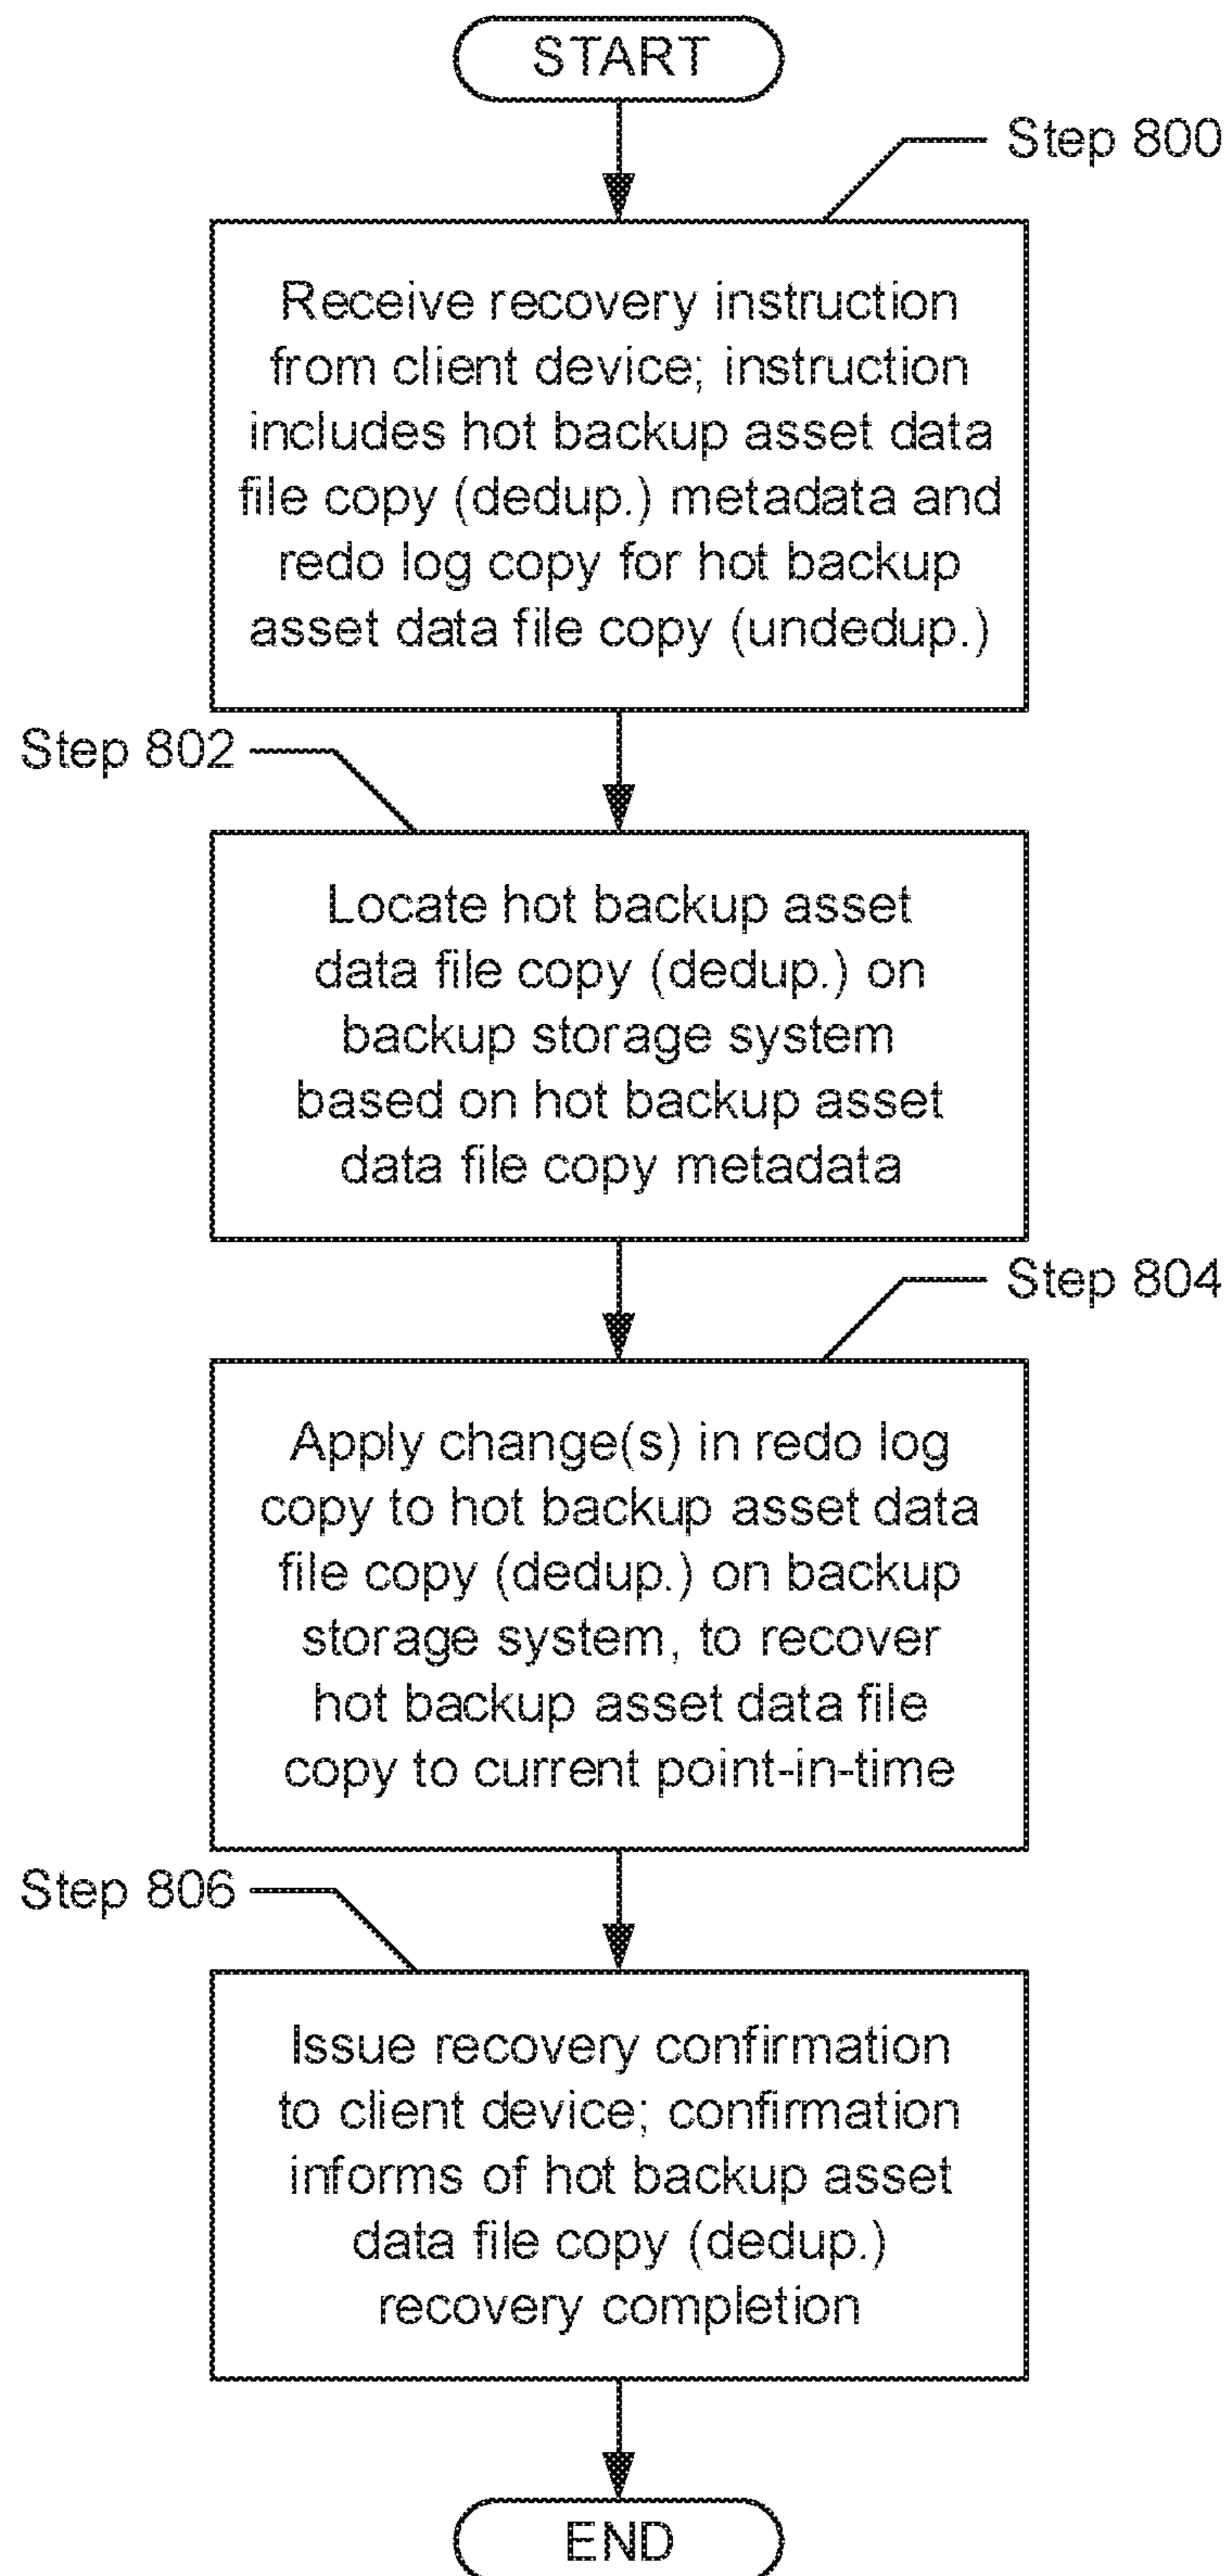 START
Step 800
Receive recovery instruction
from client device; instruction
includes hot backup asset data
file copy (dedup.) metadata and
redo log copy for hot backup
asset data file copy (undedup.)
Step 802
Locate hot backup asset
data file copy (dedup.) on
backup storage system
based on hot backup asset
data file copy metadata
Step 804
Apply change(s) in redo log
copy to hot backup asset data
file copy (dedup.) on backup
storage system, to recover
hot backup asset data file
copy to current point-in-time
Step 806
Issue recovery confirmation
to client device; confirmation
informs of hot backup asset
data file copy (dedup.)
recovery completion
END